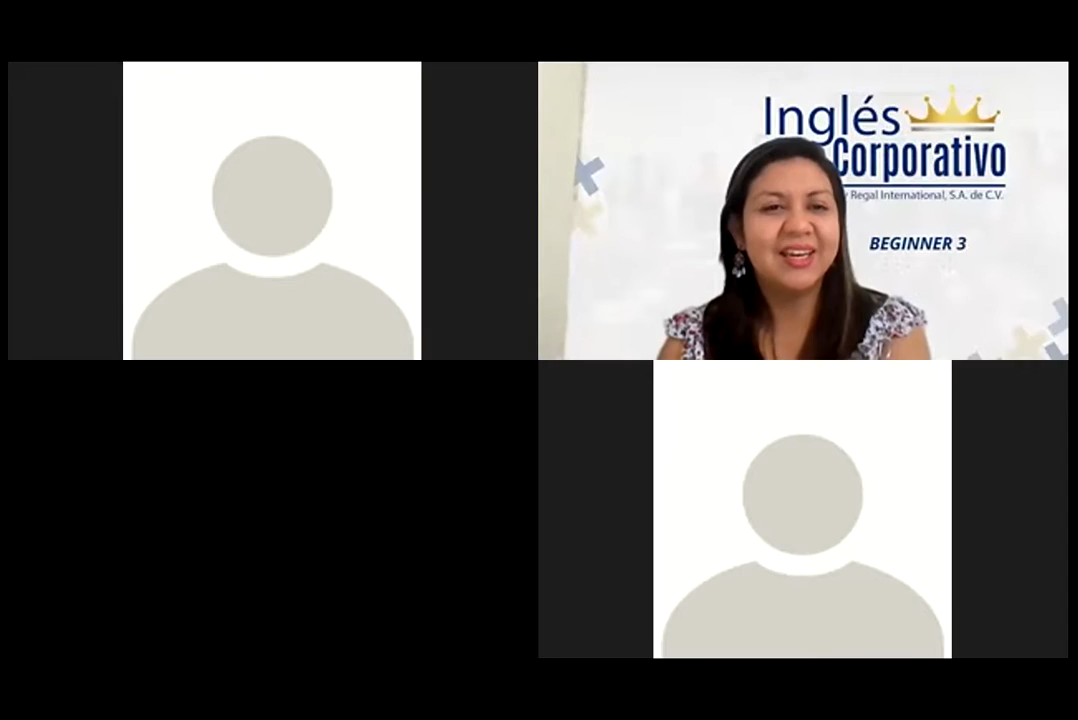 Inglés
Corporativo
y Regal International, S.A. de C.V.
BEGINNER 3